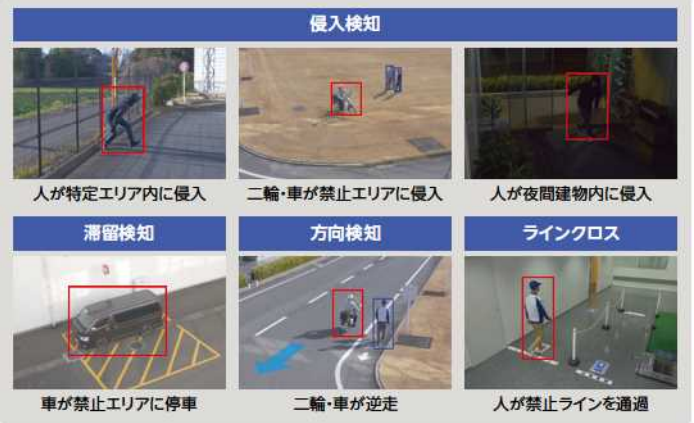 侵入検知
人が特定エリア内に侵入
二輪・車が禁止エリアに侵入
人が夜間建物内に侵入
滞留検知
方向検知
ラインクロス
車が禁止エリアに停車
二輪・車が逆走
人が禁止ラインを通過